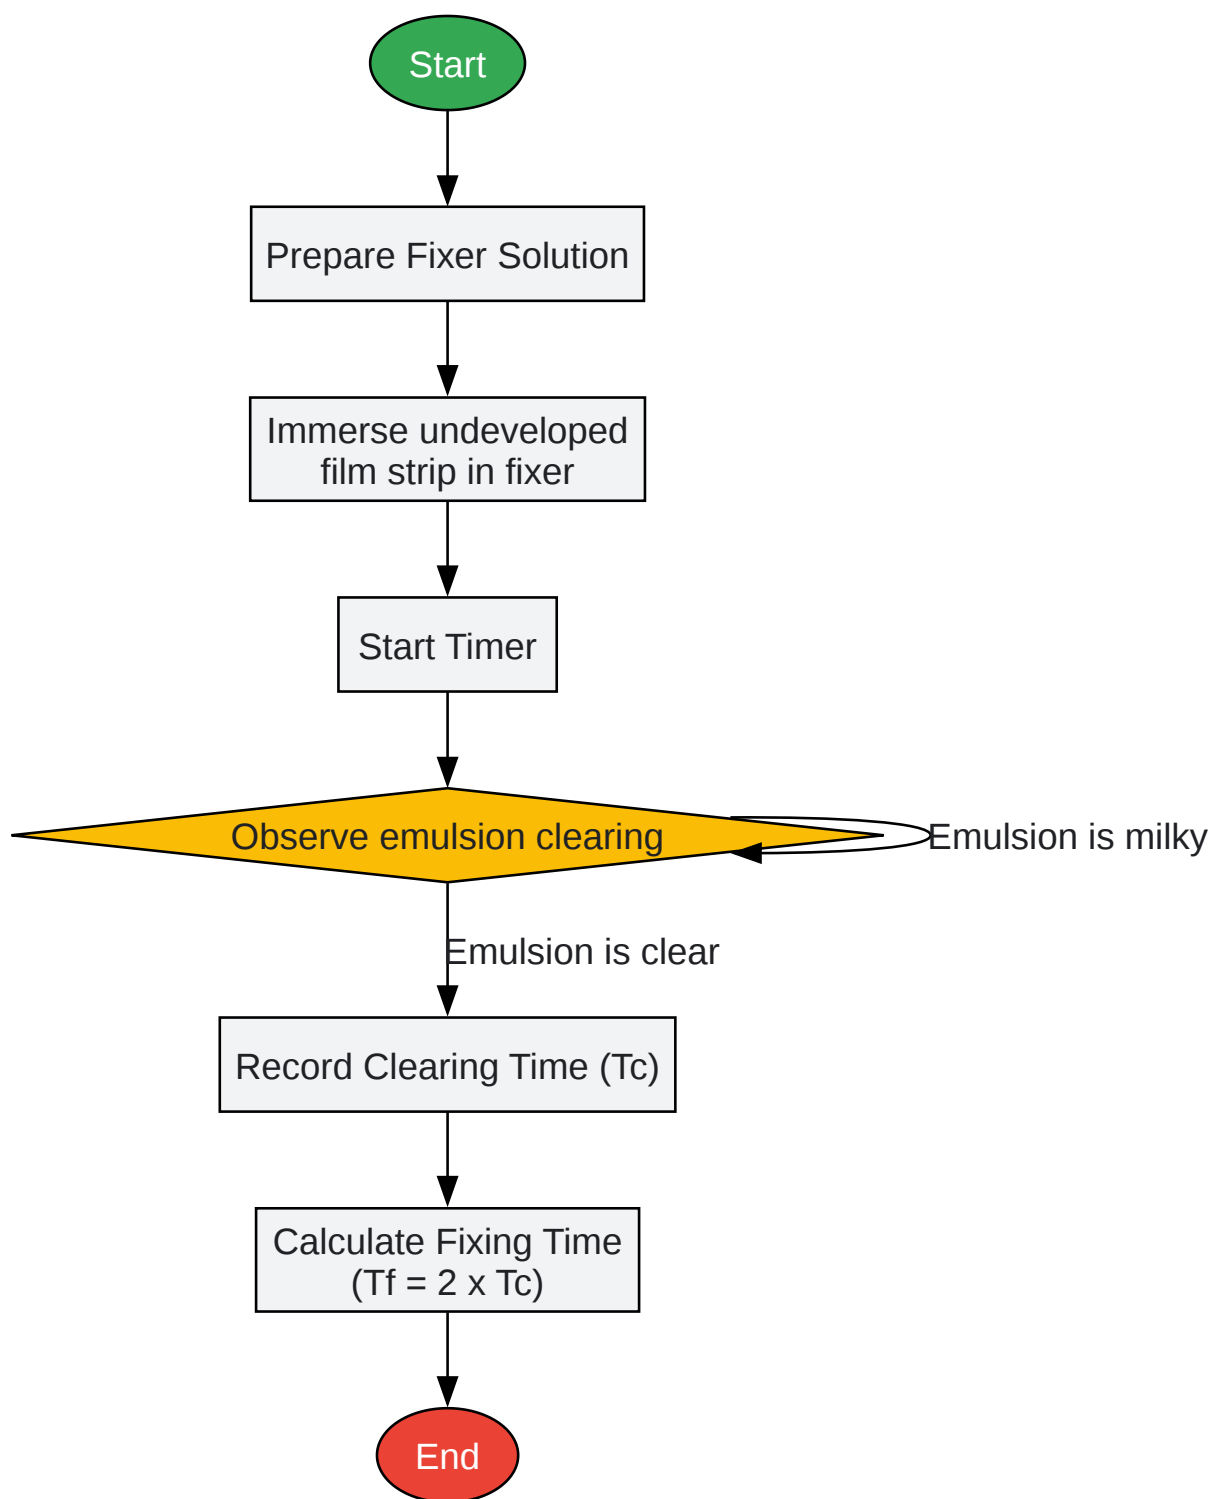 Start
Prepare Fixer Solution
Immerse undeveloped
film strip in fixer
Start Timer
Observe emulsion clearing
Emulsion is milky
Emulsion is clear
Record Clearing Time (Tc)
Calculate Fixing Time
(Tf = 2 x Tc)
End